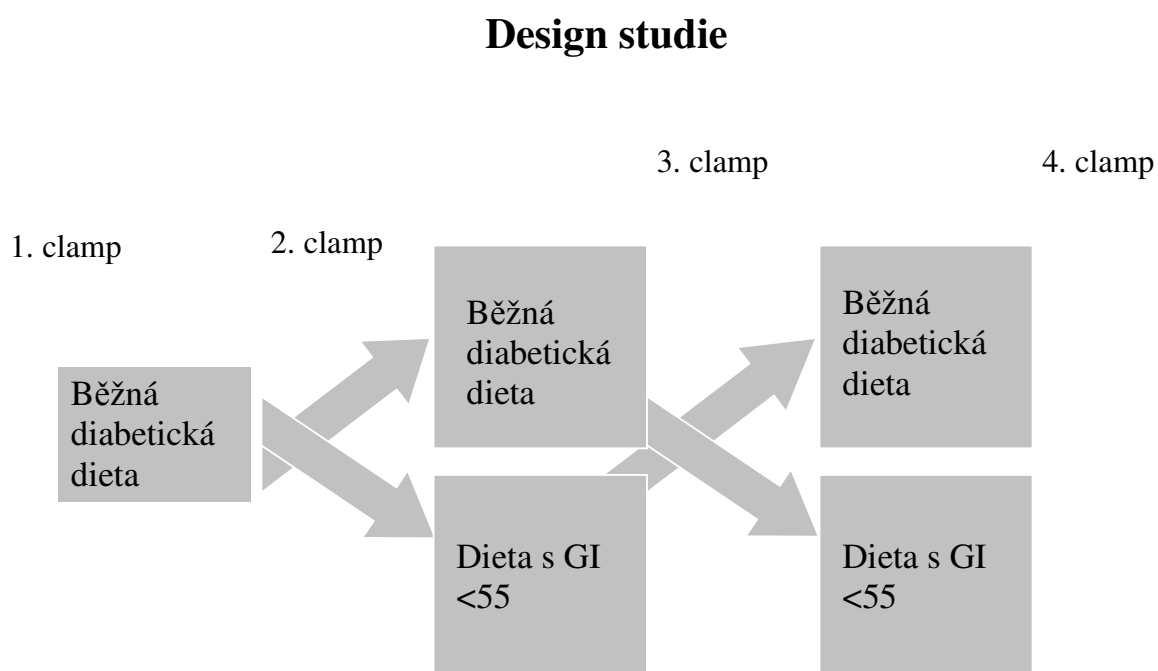 Design studie
3. clamp
4. clamp
1. clamp
2. clamp
Běžná
diabetická
dieta
Běžná
diabetická
dieta
Běžná
diabetická
dieta
Dieta s GI
<55
Dieta s GI
<55